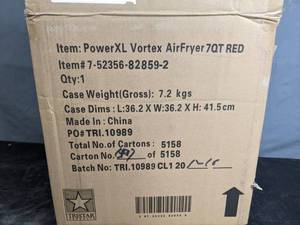 Item: PowerXL Vortex AirFryer 7QT RED
Item# 7-52356-82859-2
Qty:1
Case Weight(Gross): 7.2 kgs
Case Dims : L:36.2 X W:36.2 X H: 41.5cm
Made In : China
PO# TRI.10989
Total No. of Cartons: 5158
Carton No. of 5158
Batch No: TRI.10989 CL1 20
TRISTAR